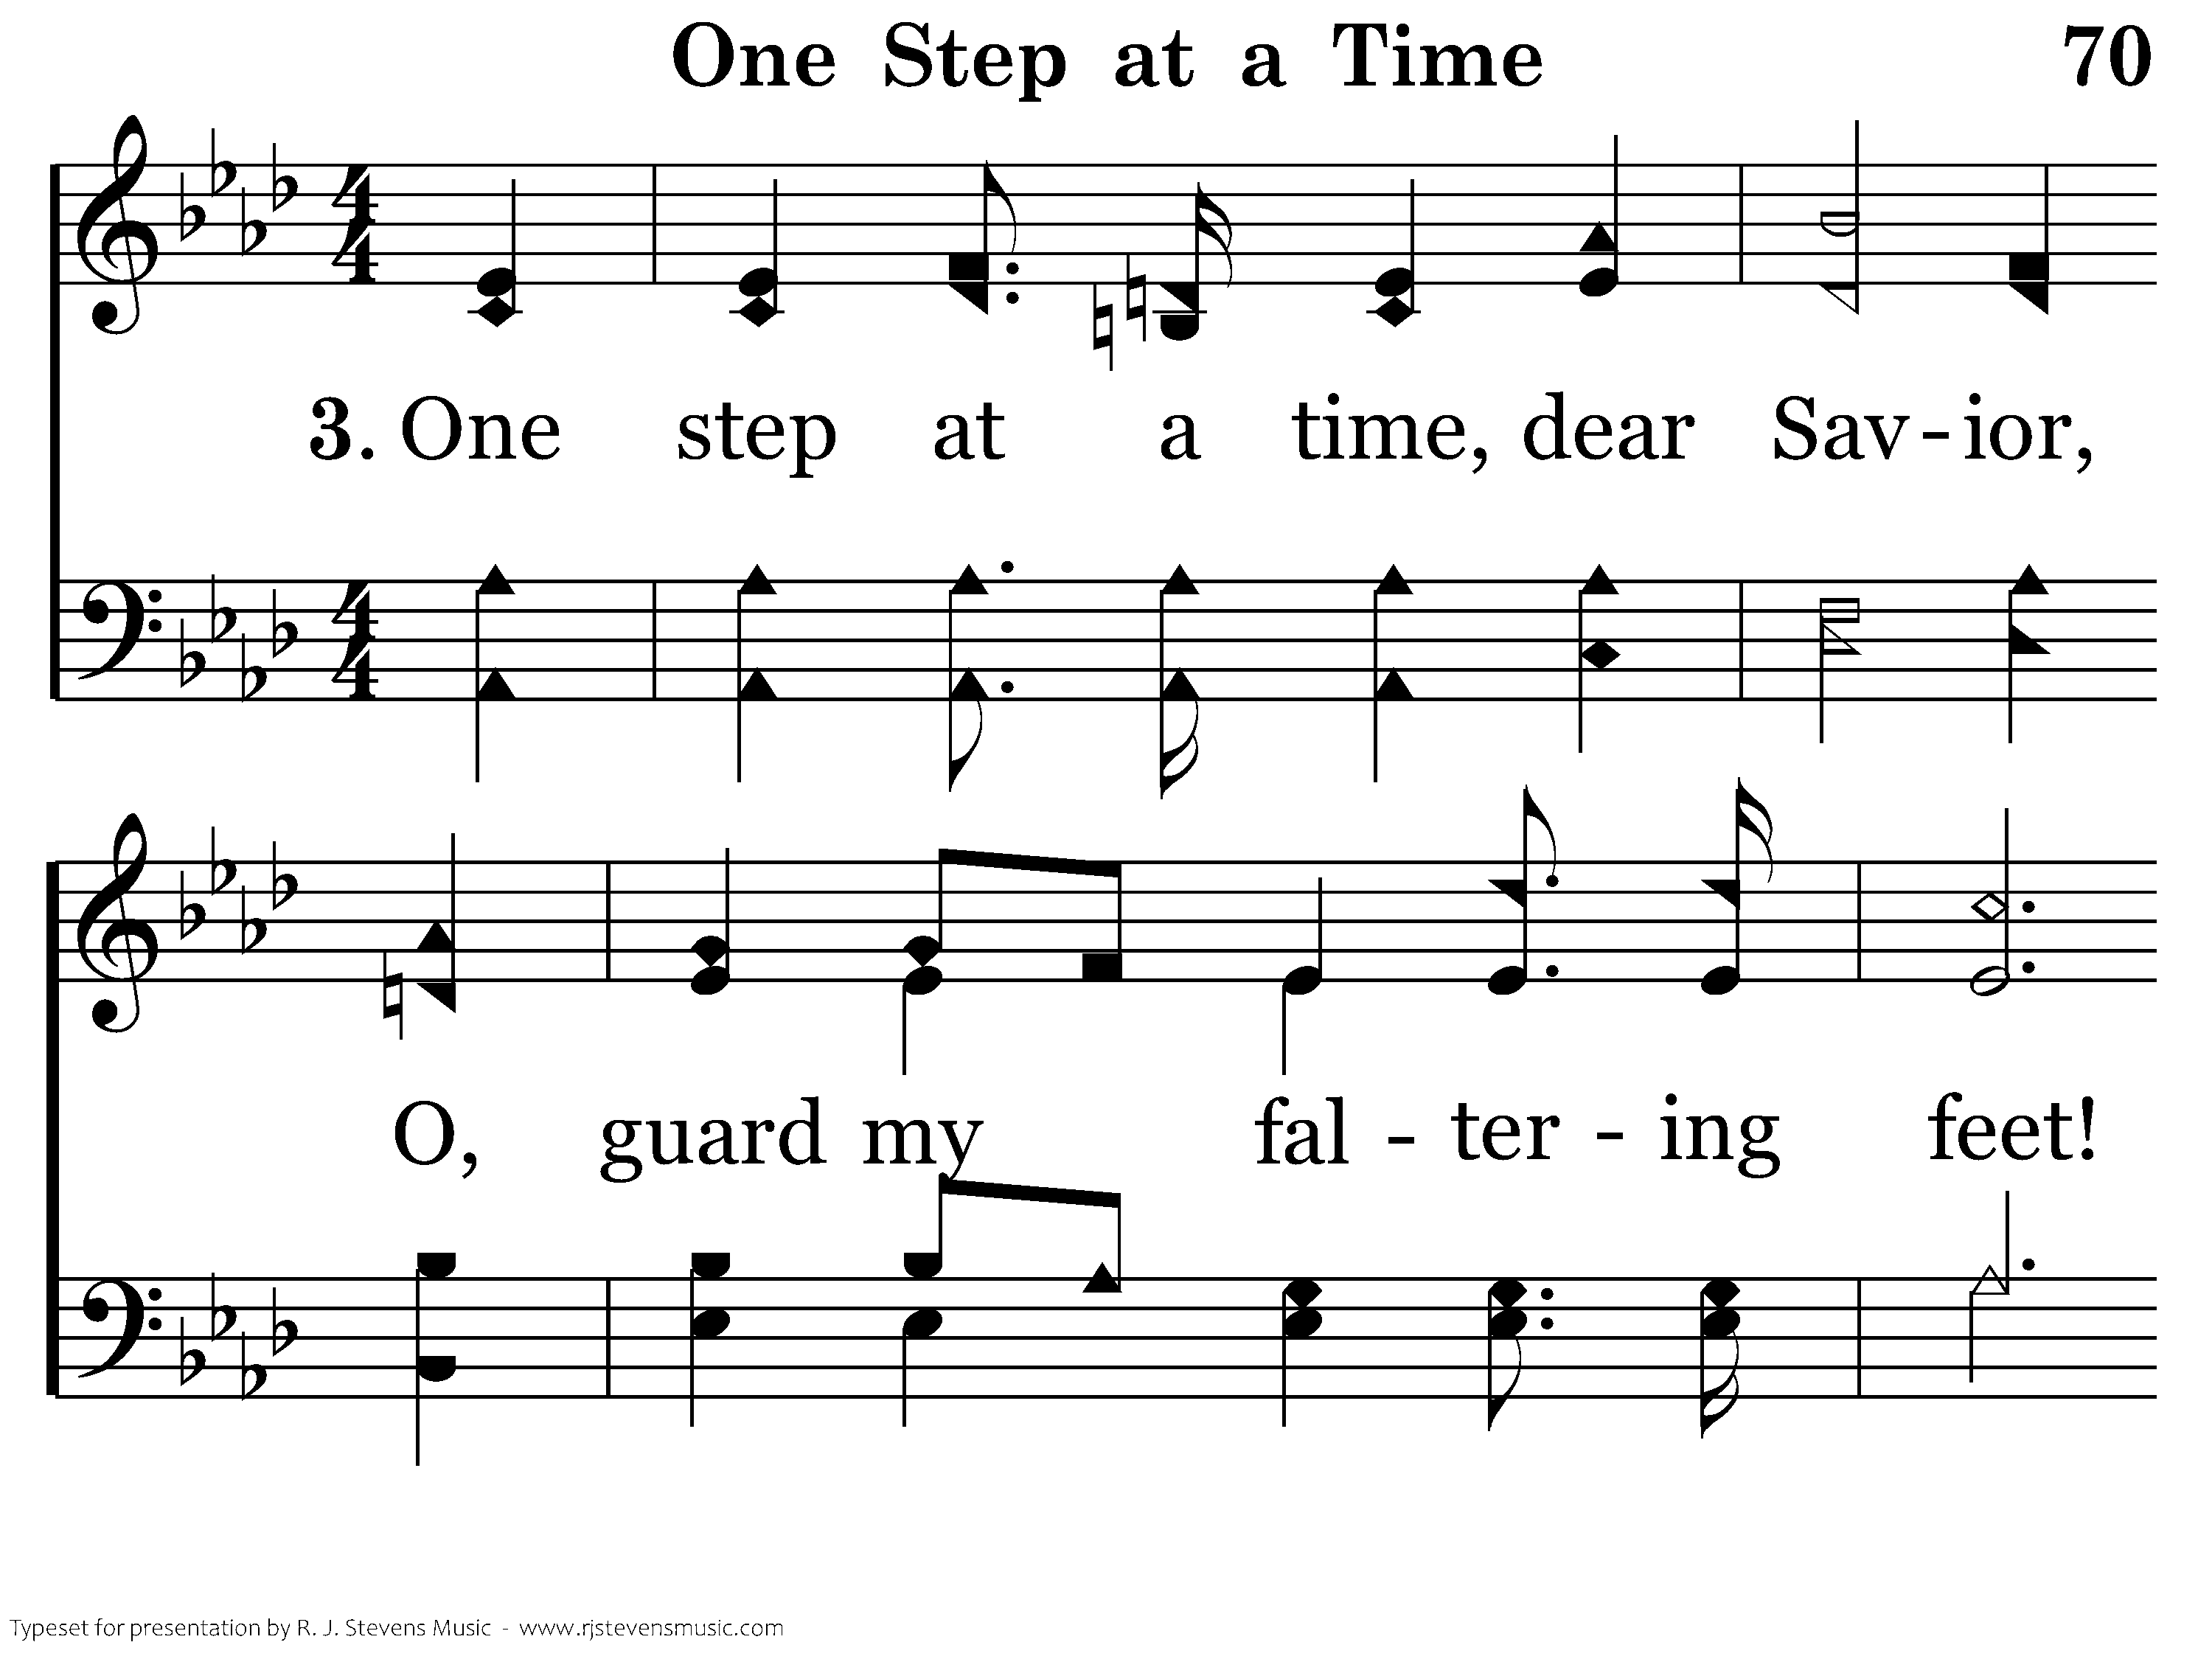 One Step at a Time 70
3. One step at a time, dear Sav-ior,
O, guard my fal - ter - ing feet!
Typeset for presentation by R. J. Stevens Music - www.rjstevensmusic.com